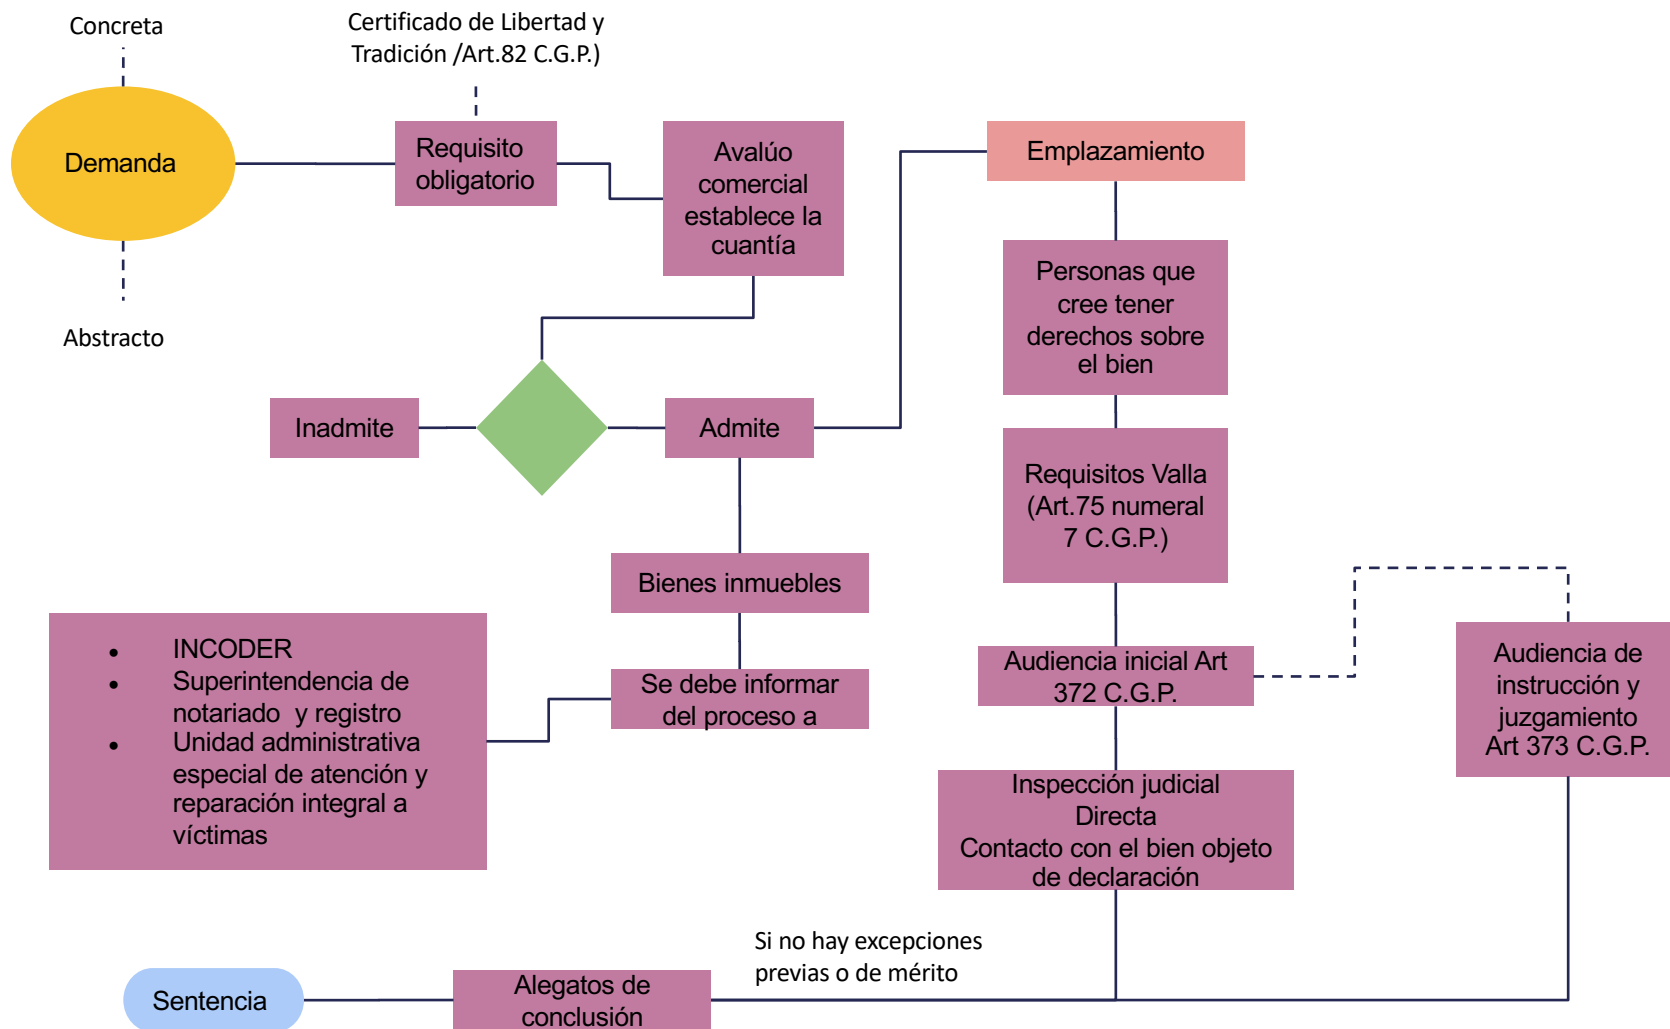 Concreta
Certificado de Libertad y
Tradición /Art.82 C.G.P.)
Demanda
Requisito
obligatorio
Avalúo
comercial
establece la
cuantía
Emplazamiento
Abstracto
Personas que
cree tener
derechos sobre
el bien
Inadmite
Admite
Requisitos Valla
(Art.75 numeral
7 C.G.P.)
Bienes inmuebles
• INCODER
• Superintendencia de
notariado y registro
• Unidad administrativa
especial de atención y
reparación integral a
víctimas
Se debe informar
del proceso a
Audiencia inicial Art
372 C.G.P.
Audiencia de
instrucción y
juzgamiento
Art 373 C.G.P.
Inspección judicial
Directa
Contacto con el bien objeto
de declaración
Si no hay excepciones
previas o de mérito
Sentencia
Alegatos de
conclusión